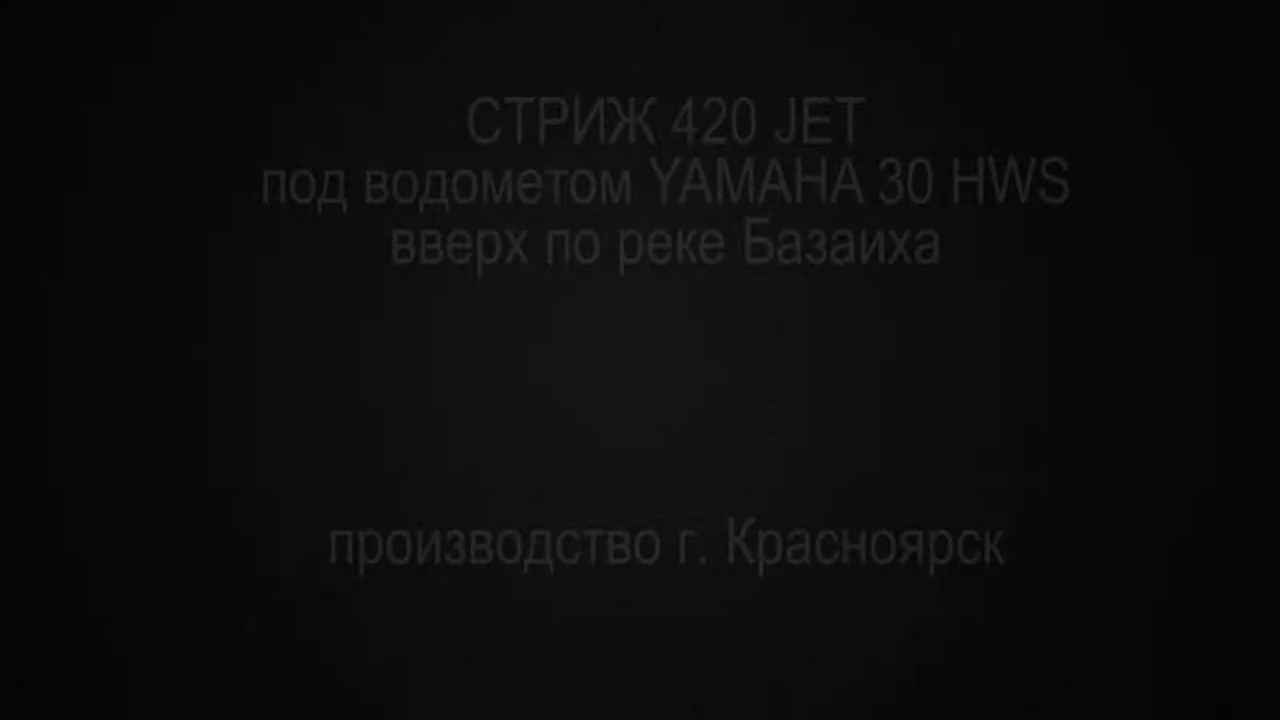 СТРИЖ 420 JET
под водометом YAMAHA 30 HWS
вверх по реке Базаиха
производство г. Красноярск